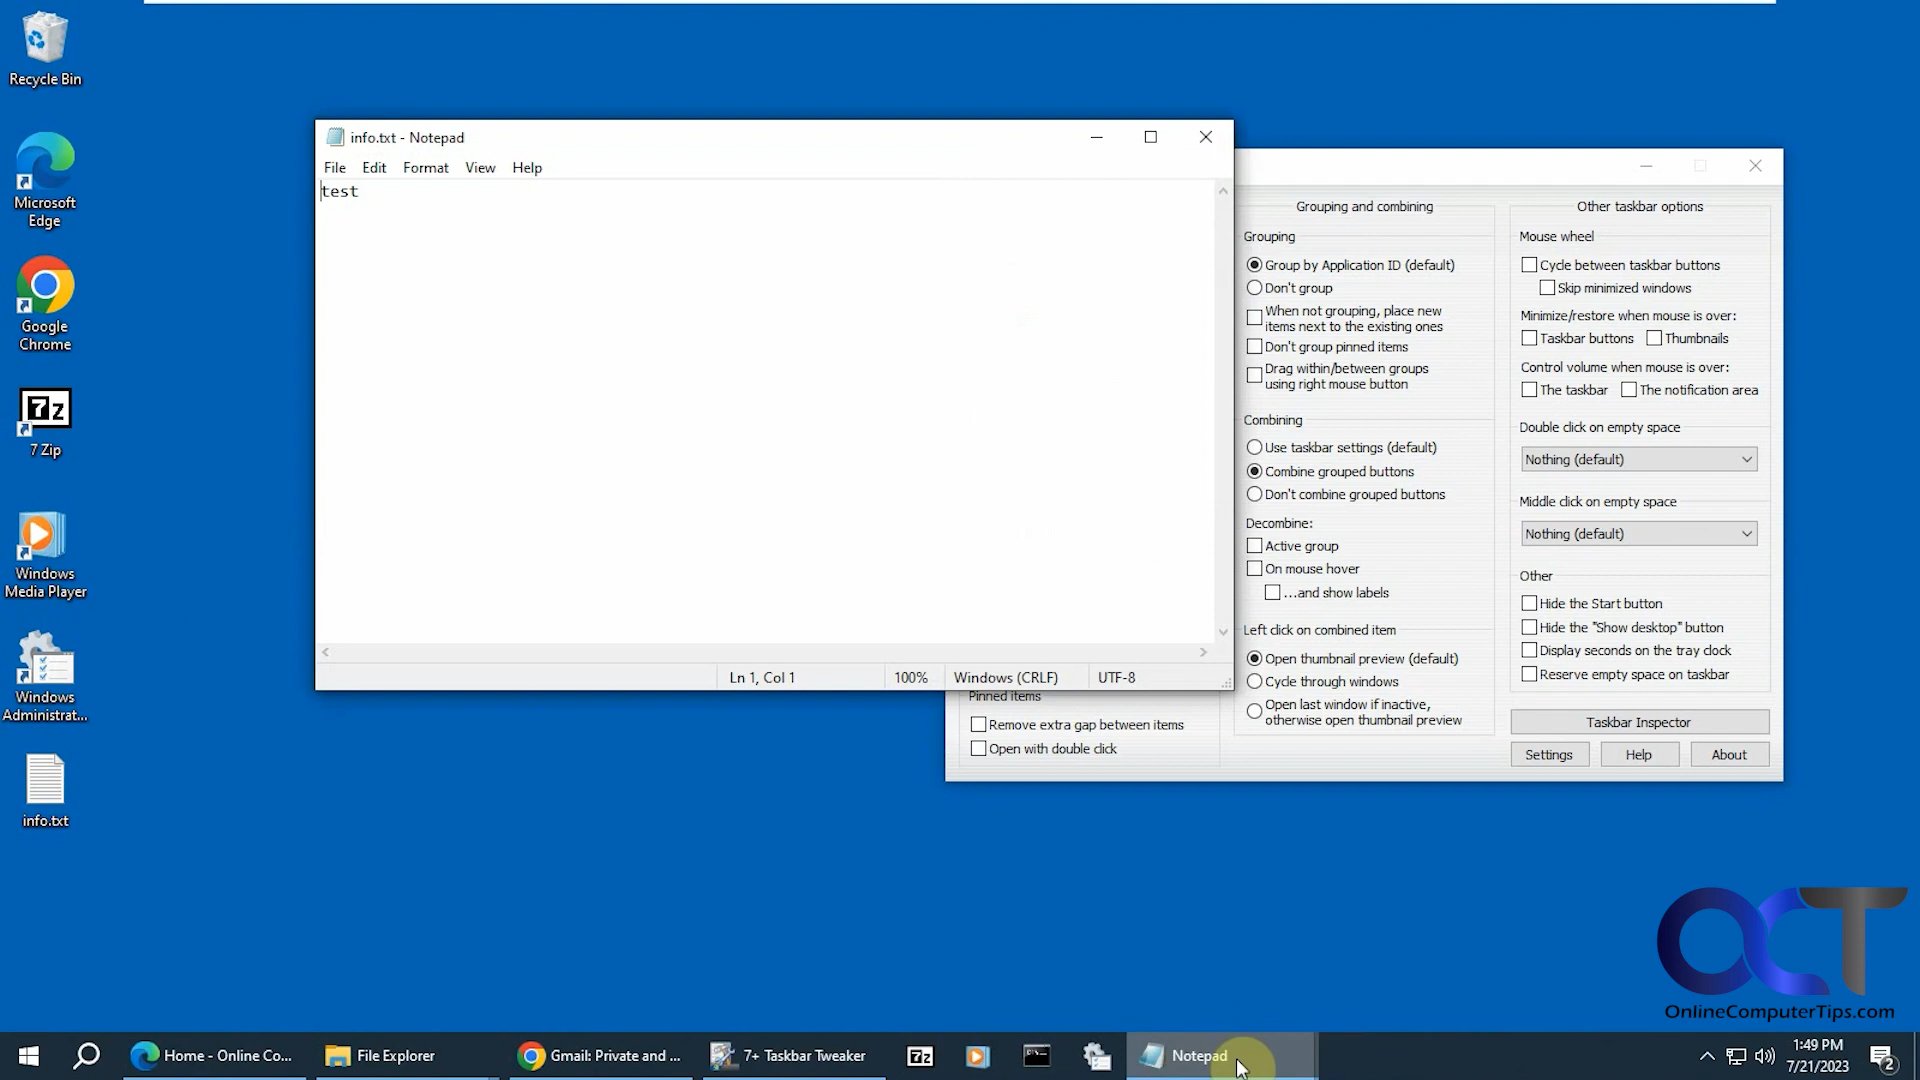 Recycle Bin
Microsoft
Edge
Google
Chrome
7z
7 Zip
Windows
Media Player
Windows
Administrat...
info.txt
info.txt - Notepad
File Edit Format View Help
test
Ln 1, Col 1 100% Windows (CRLF) UTF-8
Pinned items
Remove extra gap between items
Open with double click
Grouping and combining
Grouping
Group by Application ID (default)
Don't group
When not grouping, place new
items next to the existing ones
Don't group pinned items
Drag within/between groups
using right mouse button
Combining
Use taskbar settings (default)
Combine grouped buttons
Don't combine grouped buttons
Decombine:
Active group
On mouse hover
...and show labels
Left click on combined item
Open thumbnail preview (default)
Cycle through windows
Open last window if inactive,
otherwise open thumbnail preview
Other taskbar options
Mouse wheel
Cycle between taskbar buttons
Skip minimized windows
Minimize/restore when mouse is over:
Taskbar buttons Thumbnails
Control volume when mouse is over:
The taskbar The notification area
Double click on empty space
Nothing (default)
Middle click on empty space
Nothing (default)
Other
Hide the Start button
Hide the "Show desktop" button
Display seconds on the tray clock
Reserve empty space on taskbar
Taskbar Inspector
Settings Help About
OCT
OnlineComputerTips.com
Home - Online Co... File Explorer Gmail: Private and ... 7+ Taskbar Tweaker 7z Notepad
1:49 PM
7/21/2023
2